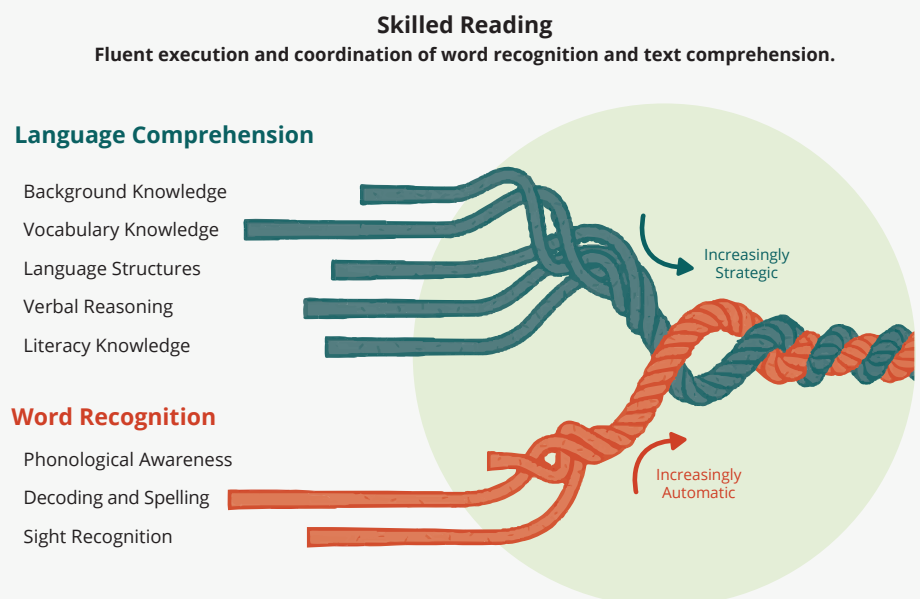 Skilled Reading
Fluent execution and coordination of word recognition and text comprehension.
Language Comprehension
Background Knowledge
Vocabulary Knowledge
Language Structures
Verbal Reasoning
Literacy Knowledge
Increasingly
Strategic
Word Recognition
Phonological Awareness
Decoding and Spelling
Sight Recognition
Increasingly
Automatic